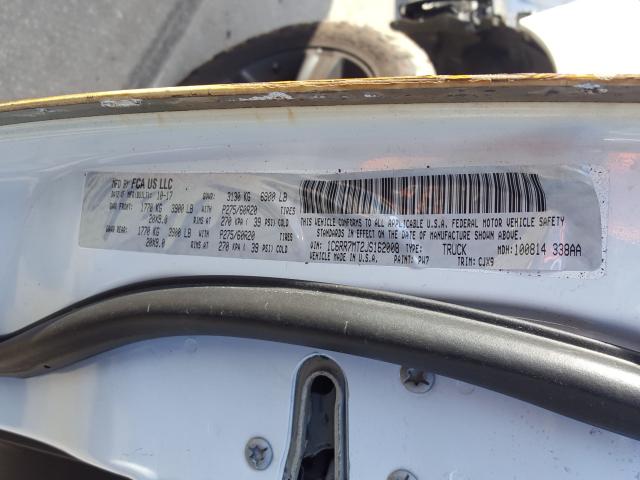 MFD BY FCA US LLC
DATE OF MFR(BUILD): 10-17
GVWR: 3130 KG 6900 LB
GAWR FRONT: 1770 KG 3900 LB WITH P275/60R20 TIRES
20X9.0 RIMS AT 270 KPA ( 39 PSI) COLD
GAWR REAR: 1770 KG 3900 LB WITH P275/60R20 TIRES
20X9.0 RIMS AT 270 KPA ( 39 PSI) COLD
THIS VEHICLE CONFORMS TO ALL APPLICABLE U.S.A. FEDERAL MOTOR VEHICLE SAFETY
STANDARDS IN EFFECT ON THE DATE OF MANUFACTURE SHOWN ABOVE.
VIN: 1C6RR7MT2JS162008 TYPE: TRUCK MDH: 100814 338AA
VEHICLE MADE IN U.S.A. PAINT: PW7 TRIM: CJX9